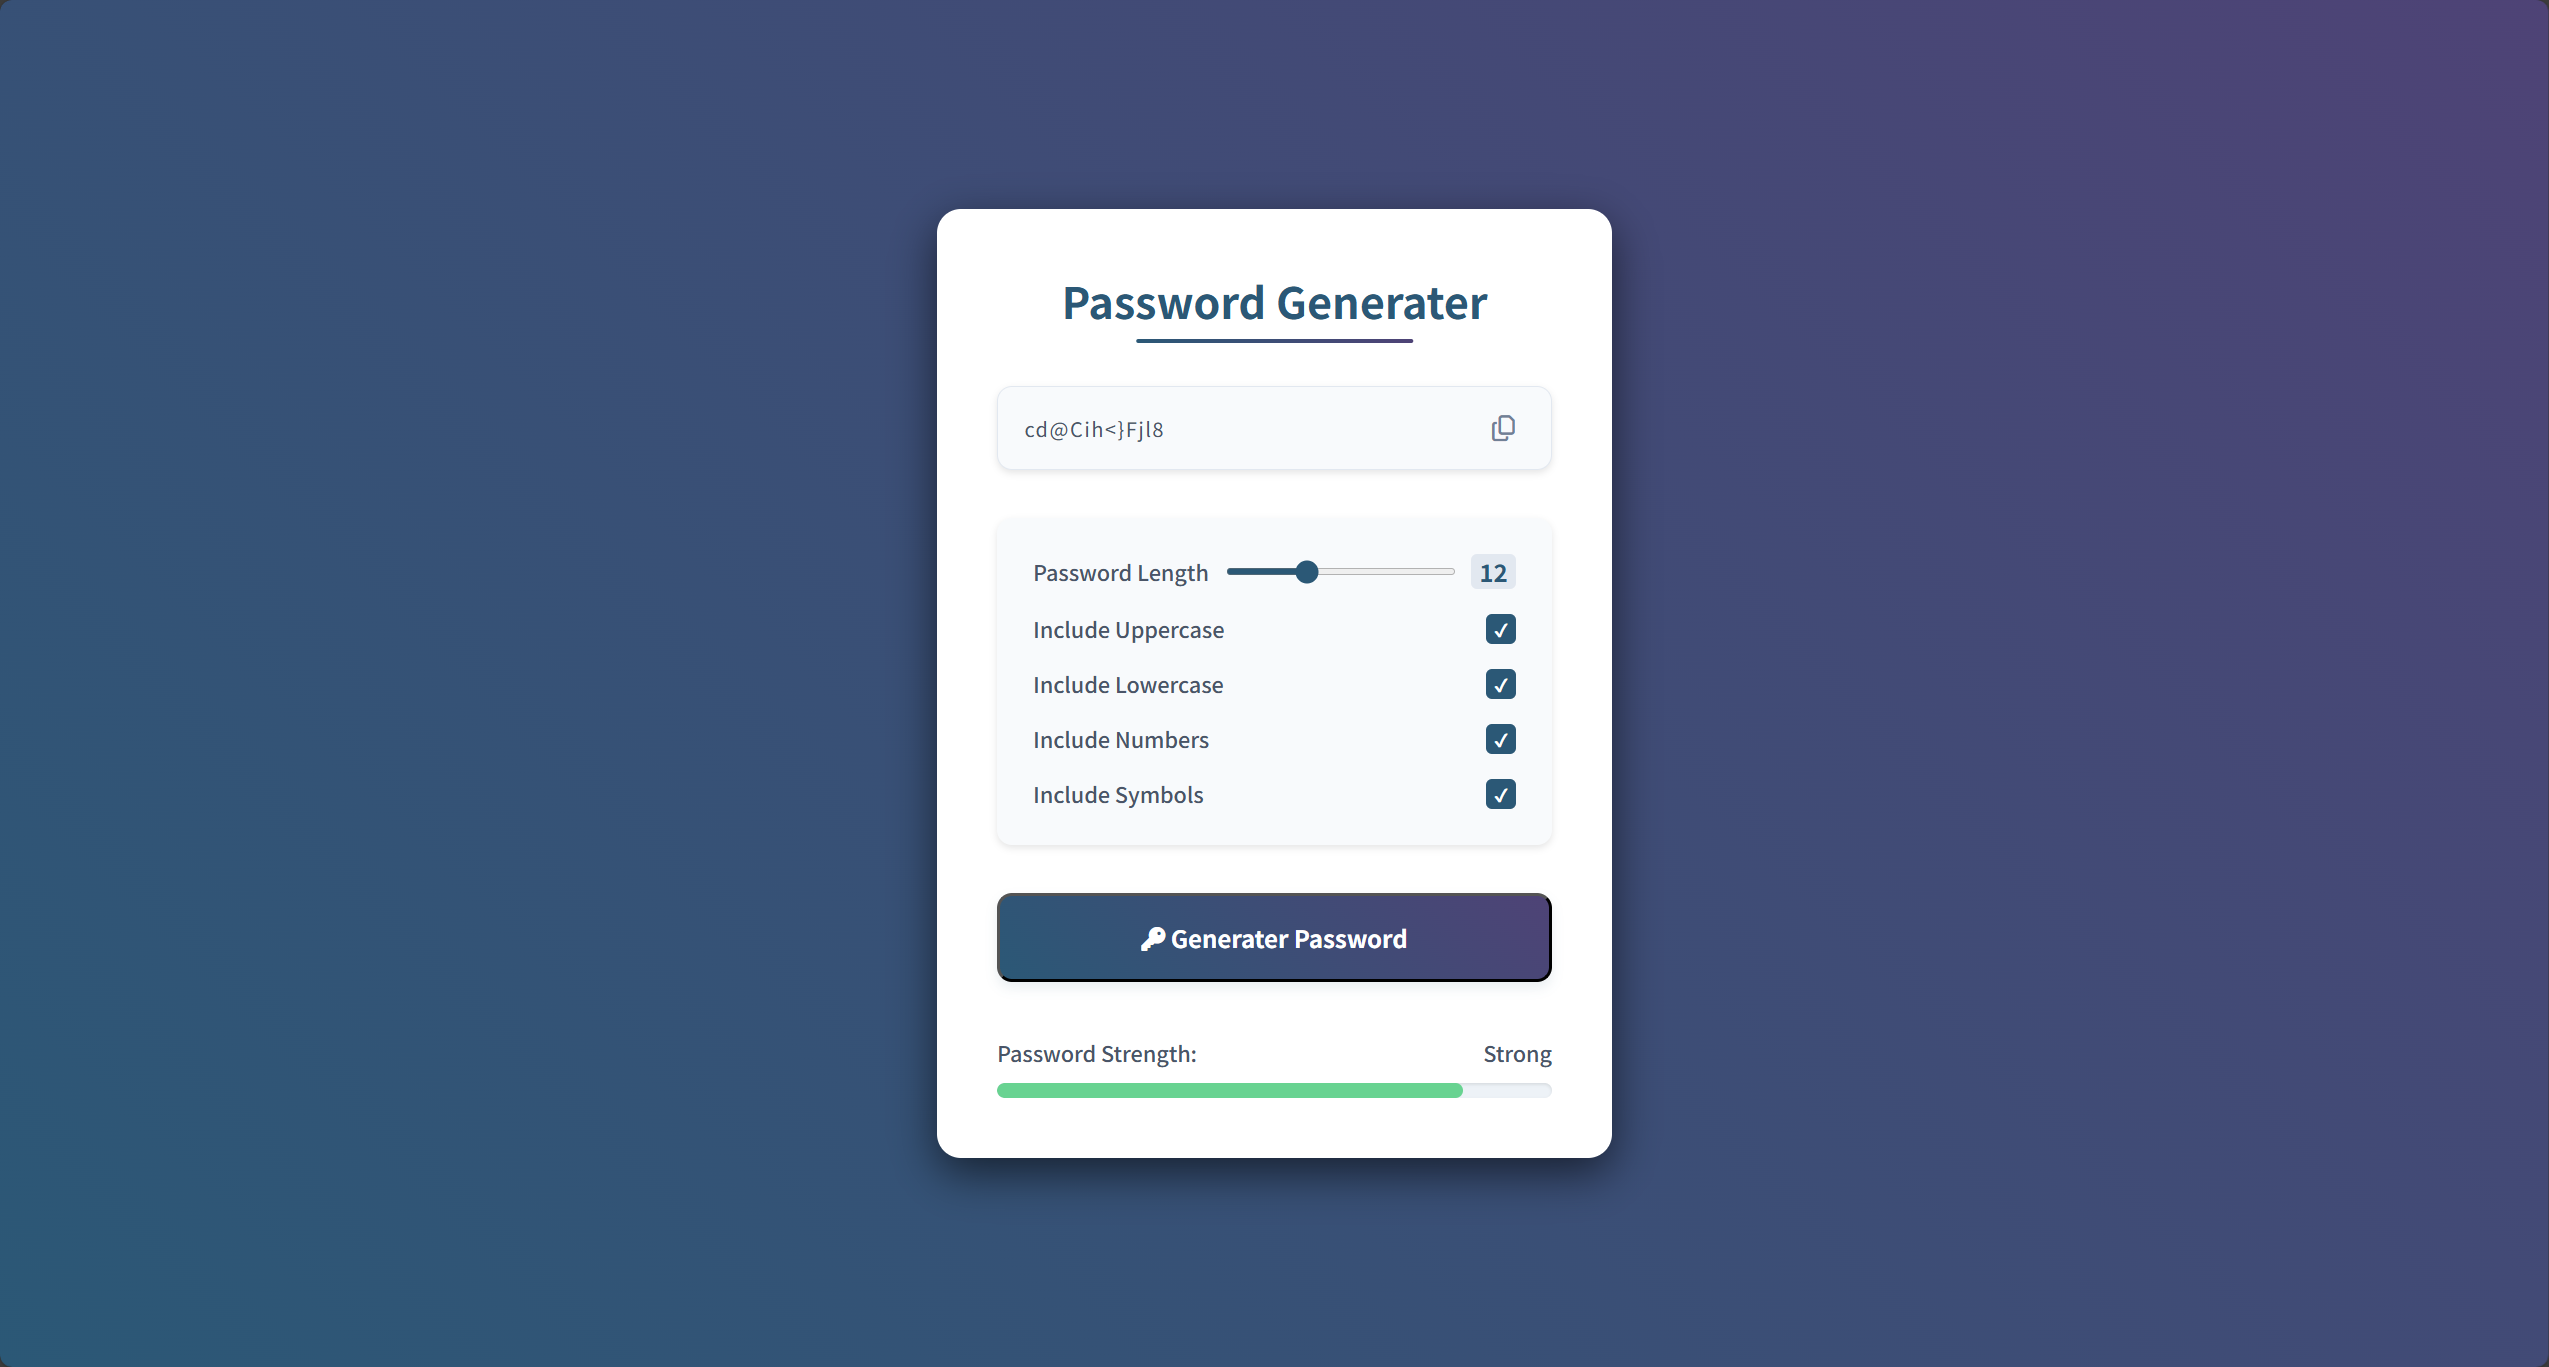 Password Generater
cd@Cih<}Fjl8
Password Length 12
Include Uppercase
Include Lowercase
Include Numbers
Include Symbols
Generater Password
Password Strength: Strong